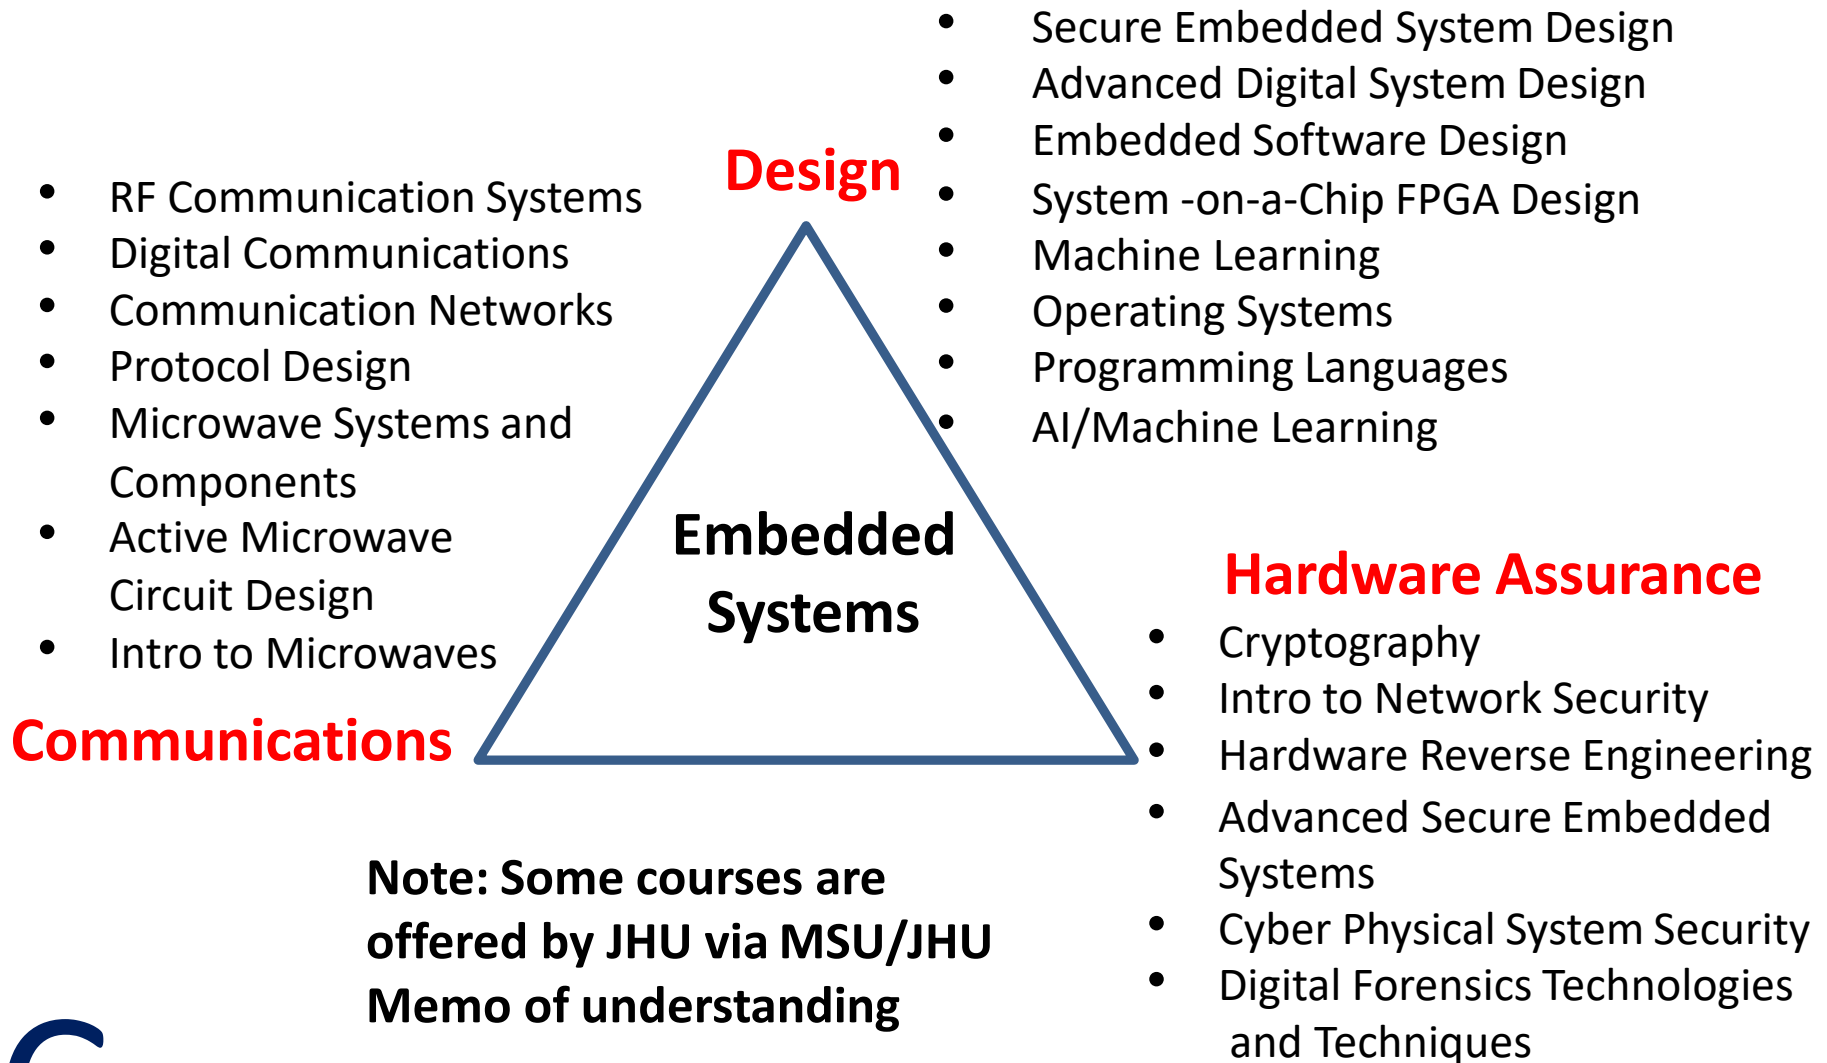 Design
• Secure Embedded System Design
• Advanced Digital System Design
• Embedded Software Design
• System -on-a-Chip FPGA Design
• Machine Learning
• Operating Systems
• Programming Languages
• AI/Machine Learning
• RF Communication Systems
• Digital Communications
• Communication Networks
• Protocol Design
• Microwave Systems and
Components
• Active Microwave
Circuit Design
• Intro to Microwaves
Communications
Embedded
Systems
Hardware Assurance
• Cryptography
• Intro to Network Security
• Hardware Reverse Engineering
• Advanced Secure Embedded
Systems
• Cyber Physical System Security
• Digital Forensics Technologies
and Techniques
Note: Some courses are
offered by JHU via MSU/JHU
Memo of understanding